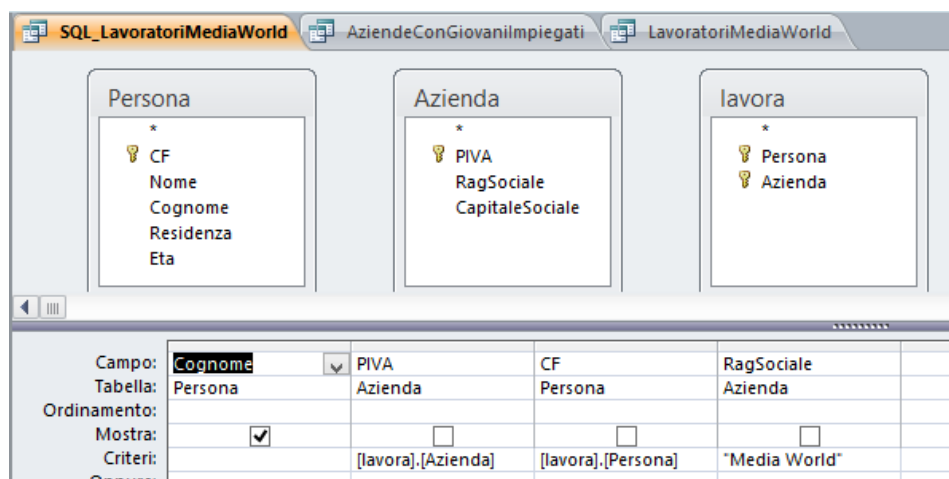 SQL_LavoratoriMediaWorld AziendeConGiovaniImpiegati LavoratoriMediaWorld
Persona Azienda lavora
* * *
CF PIVA Persona
Nome RagSociale Azienda
Cognome CapitaleSociale
Residenza
Eta
Campo: Cognome PIVA CF RagSociale
Tabella: Persona Azienda Persona Azienda
Ordinamento:
Mostra:
Criteri: [lavora].[Azienda] [lavora].[Persona] "Media World"